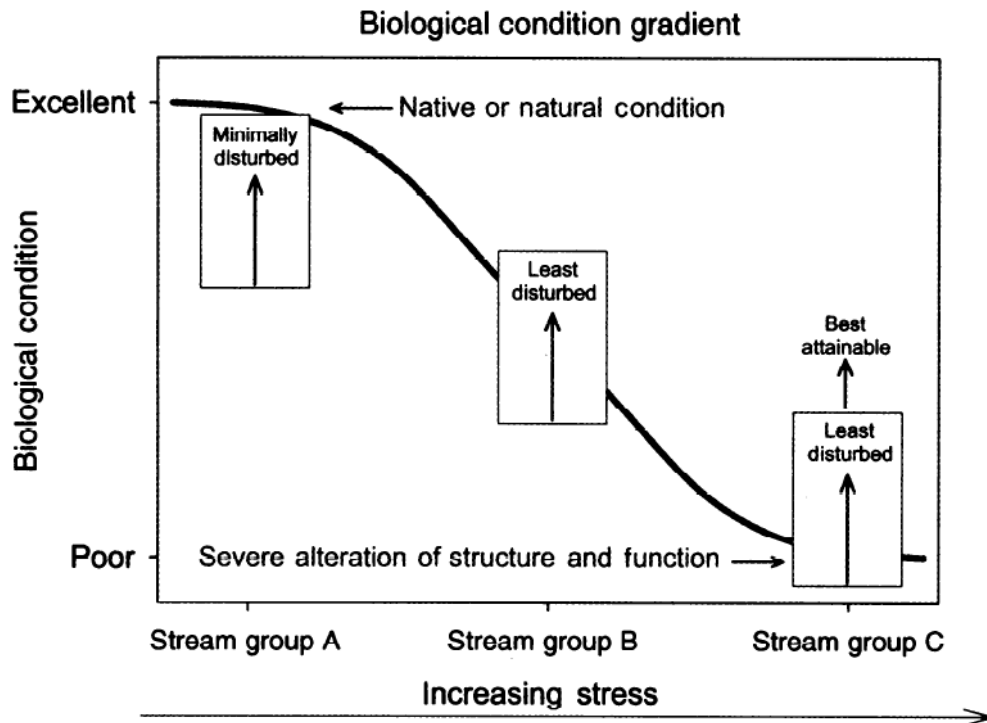 Biological condition gradient
Excellent
Native or natural condition
Minimally
disturbed
Least
disturbed
Best
attainable
Least
disturbed
Biological condition
Poor
Severe alteration of structure and function
Stream group A
Stream group B
Stream group C
Increasing stress